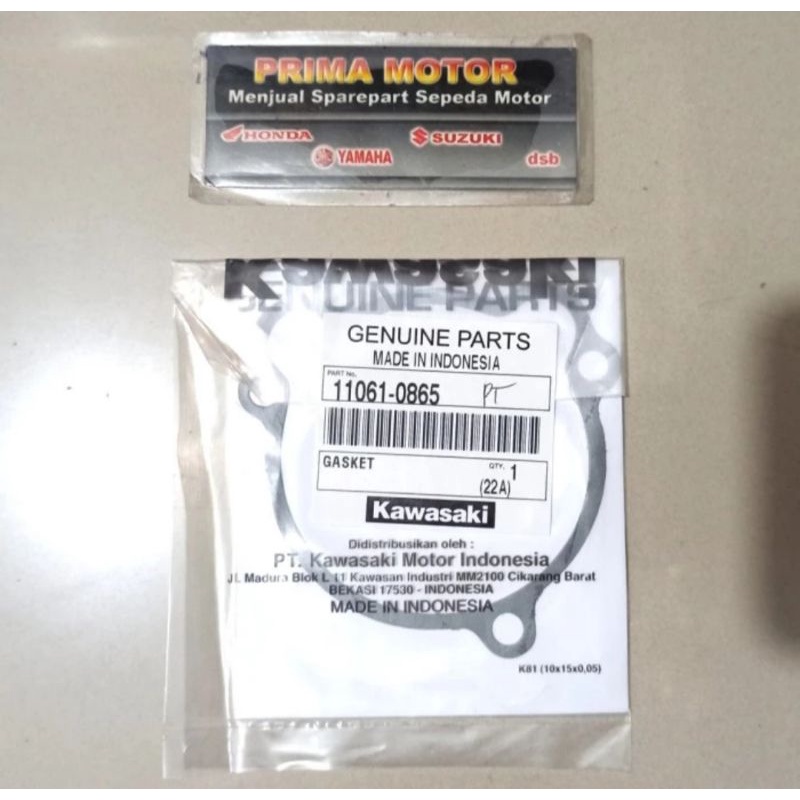 PRIMA MOTOR
Menjual Sparepart Sepeda Motor
HONDA
SUZUKI
YAMAHA
dsb
Kawasaki
GENUINE PARTS
GENUINE PARTS
MADE IN INDONESIA
PART No.
11061-0865 PT
GASKET
QTY. 1
(22A)
Kawasaki
Didistribusikan oleh :
PT. Kawasaki Motor Indonesia
Jl. Madura Blok L 11 Kawasan Industri MM2100 Cikarang Barat
BEKASI 17530 - INDONESIA
MADE IN INDONESIA
K81 (10x15x0,05)